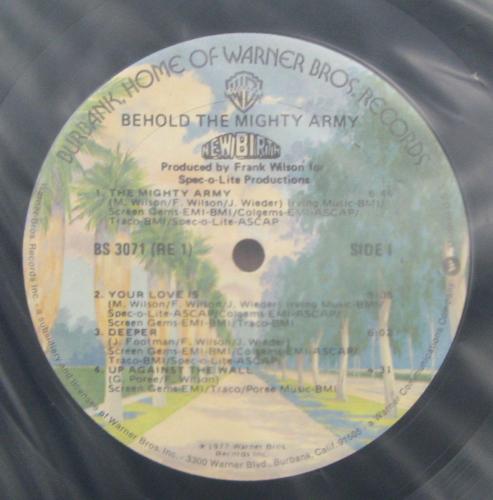 BURBANK, HOME OF WARNER BROS. RECORDS
BEHOLD THE MIGHTY ARMY
NEW BIRTH
Produced by Frank Wilson for
Spec-o-Lite Productions
1. THE MIGHTY ARMY 6:46
(M. Wilson/F. Wilson/J. Wieder) Irving Music-BMI/
Screen Gems-EMI-BMI/Colgems-EMI-ASCAP/
Traco-BMI/Spec-o-Lite-ASCAP
BS 3071 (RE 1) SIDE 1
2. YOUR LOVE IS
(M. Wilson/F. Wilson/J. Wieder) Irving Music-BMI/
Spec-o-Lite-ASCAP/Colgems-EMI-ASCAP/
Screen Gems-EMI-BMI/Traco-BMI
3. DEEPER 6:02
(J. Footman/F. Wilson/J. Wieder)
Screen Gems-EMI-BMI/Colgems-EMI-ASCAP/
Traco-BMI/Spec-o-Lite-ASCAP
4. UP AGAINST THE WALL
(G. Poree/F. Wilson)
Screen Gems-EMI/Traco/Poree Music-BMI
℗ 1977 Warner Bros.
Records Inc.
Warner Bros. Records Inc. - a subsidiary and licensee of Warner Bros. Inc. - 3300 Warner Blvd., Burbank, Calif. 91505 - a Warner Communications Company